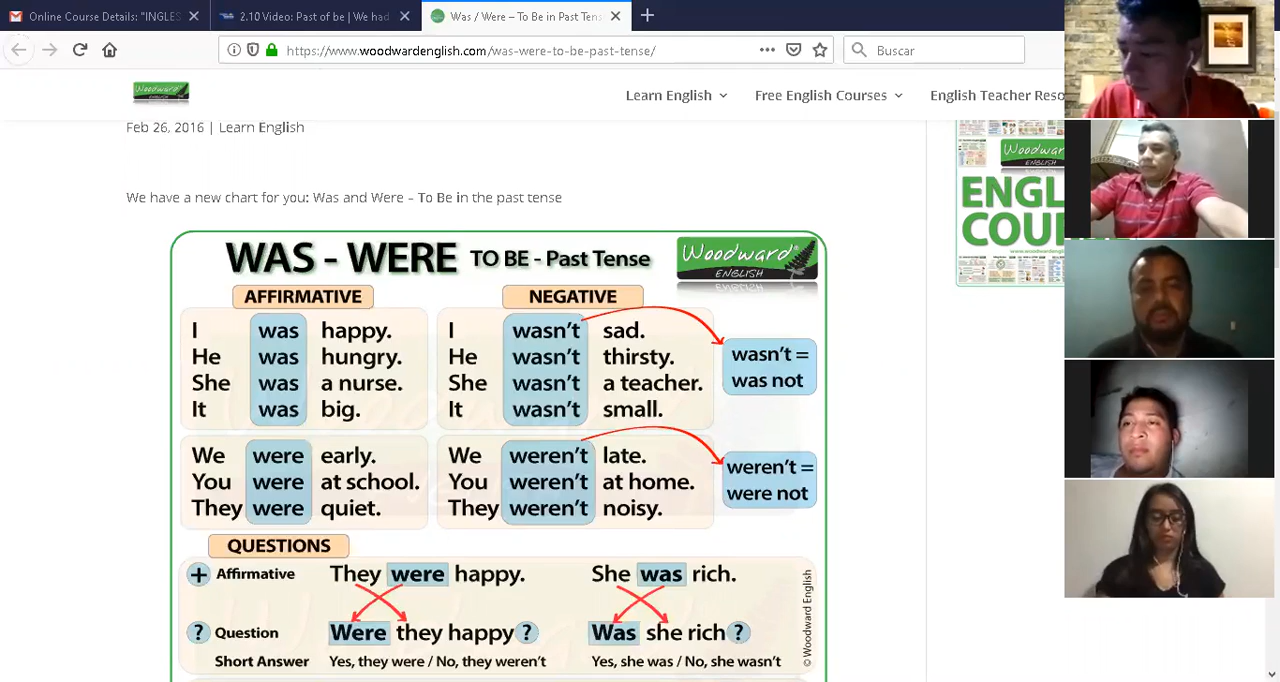 Online Course Details: "INGLES
2.10 Video: Past of be | We had
Was / Were – To Be in Past Tens
https://www.woodwardenglish.com/was-were-to-be-past-tense/
Buscar
Woodward ENGLISH
Learn English
Free English Courses
English Teacher Reso
Feb 26, 2016 | Learn English
We have a new chart for you: Was and Were – To Be in the past tense
WAS - WERE TO BE - Past Tense
Woodward®
ENGLISH
AFFIRMATIVE
I was happy.
He was hungry.
She was a nurse.
It was big.
We were early.
You were at school.
They were quiet.
NEGATIVE
I wasn't sad.
He wasn't thirsty.
She wasn't a teacher.
It wasn't small.
We weren't late.
You weren't at home.
They weren't noisy.
wasn't =
was not
weren't =
were not
QUESTIONS
+ Affirmative They were happy. She was rich.
? Question Were they happy? Was she rich?
Short Answer Yes, they were / No, they weren't Yes, she was / No, she wasn't
© Woodward English
Woodward
ENGL
COU